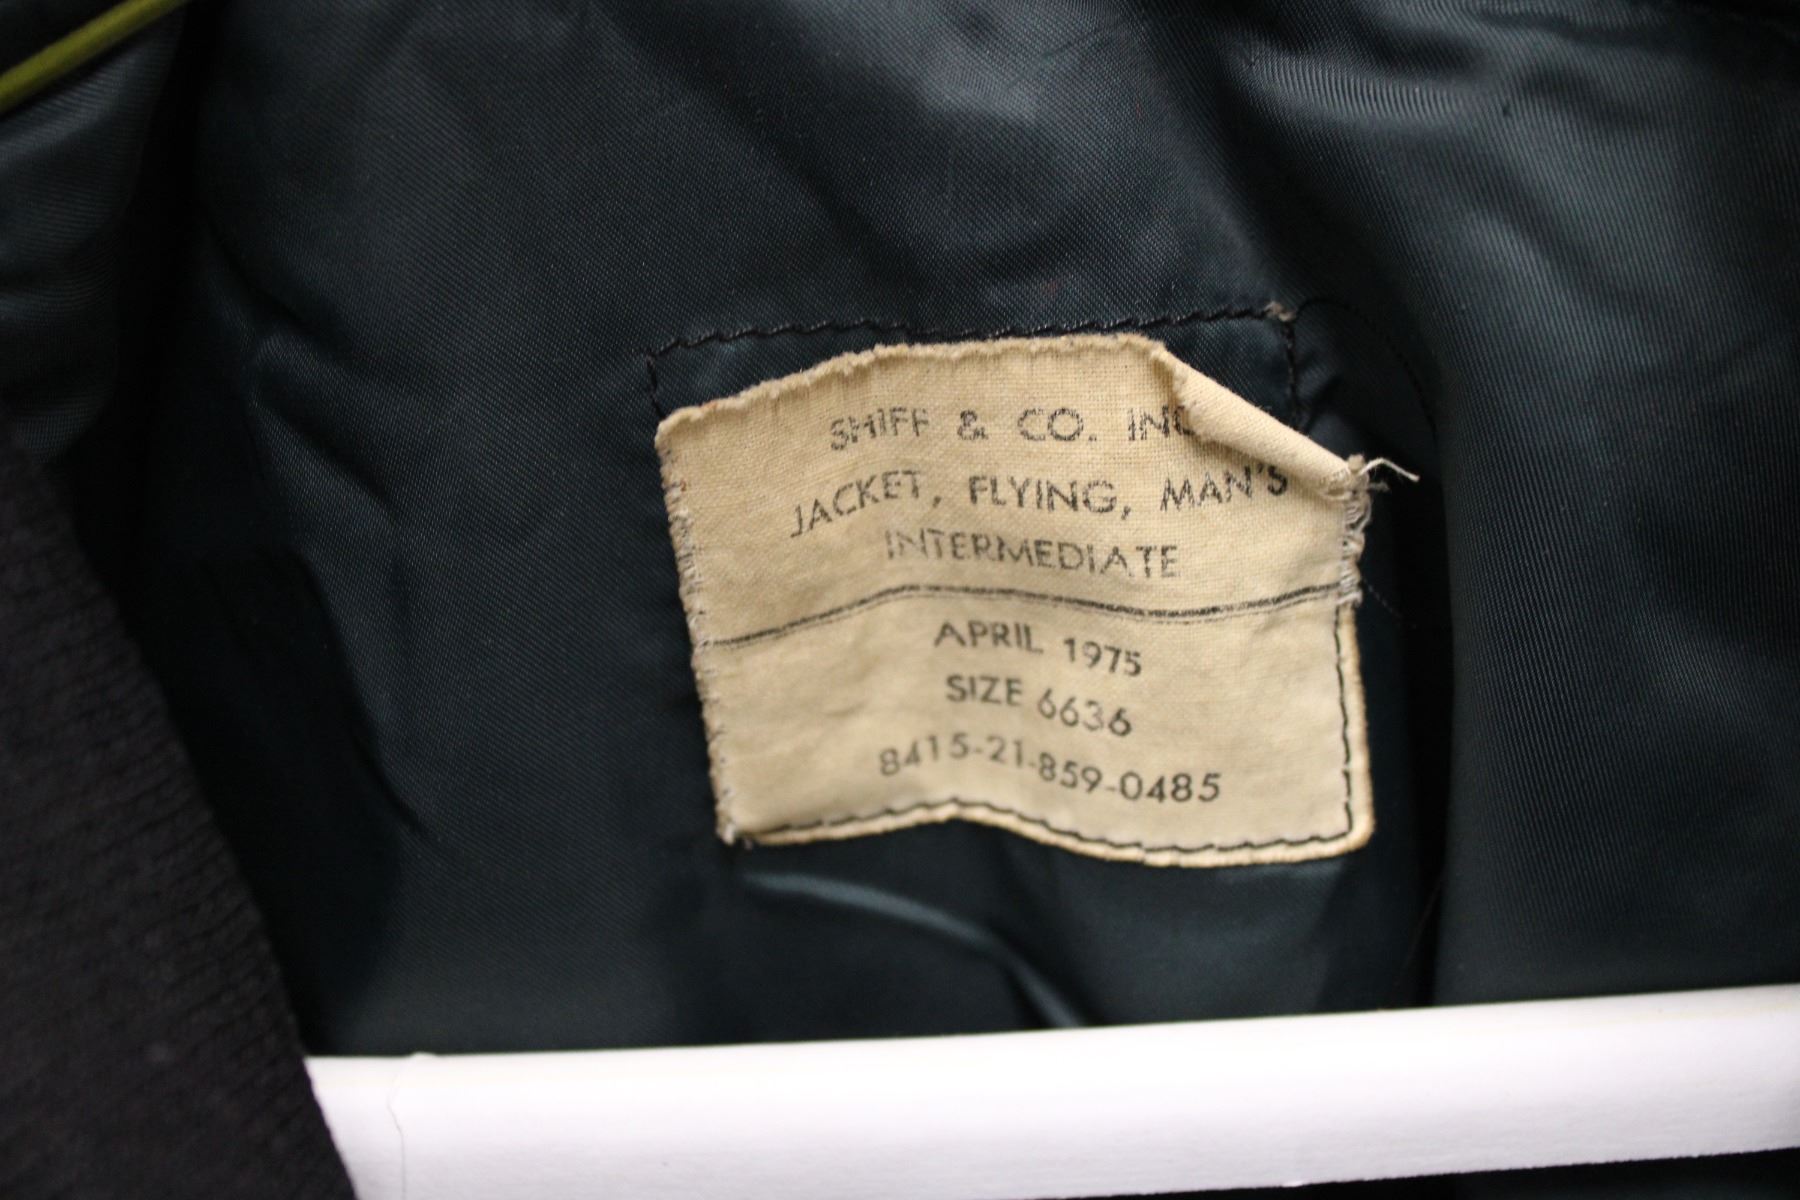 SHIFF & CO. INC
JACKET, FLYING, MAN'S
INTERMEDIATE
APRIL 1975
SIZE 6636
8415-21-859-0485